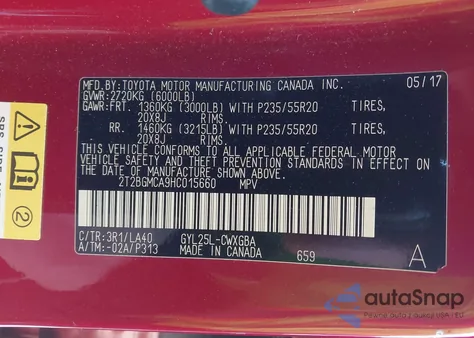 MFD.BY:TOYOTA MOTOR MANUFACTURING CANADA INC. 05/17
GVWR:2720KG (6000LB)
GAWR:FRT. 1360KG (3000LB) WITH P235/55R20 TIRES,
20X8J RIMS.
RR. 1460KG (3215LB) WITH P235/55R20 TIRES,
20X8J RIMS.
THIS VEHICLE CONFORMS TO ALL APPLICABLE FEDERAL MOTOR
VEHICLE SAFETY AND THEFT PREVENTION STANDARDS IN EFFECT
ON THE DATE OF MANUFACTURE SHOWN ABOVE.
2T2BGMCA9HC015660 MPV
C/TR:3R1/LA40 GYL25L-CWXGBA
A/TM:-02A/P313 MADE IN CANADA 659 A
SRS
2
autoSnap